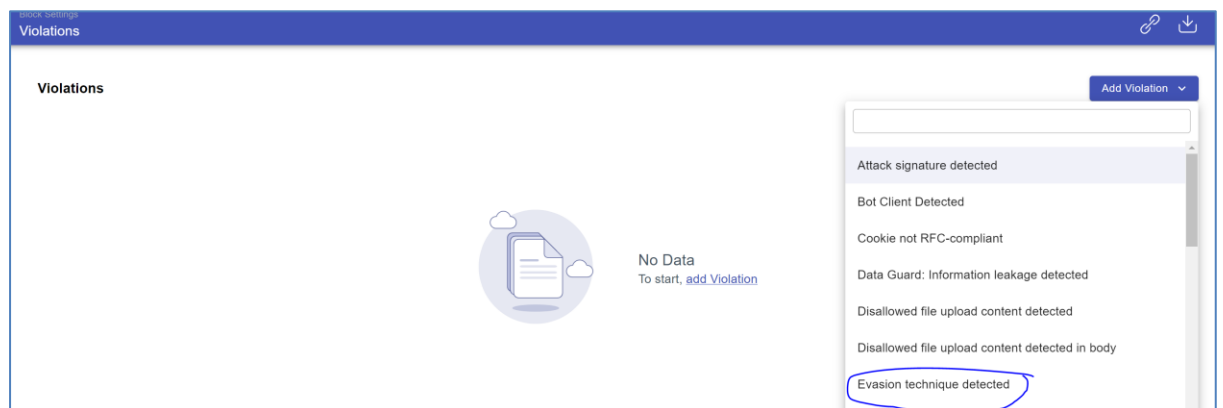 Block Settings
Violations
Violations
Add Violation
Attack signature detected
Bot Client Detected
Cookie not RFC-compliant
Data Guard: Information leakage detected
Disallowed file upload content detected
Disallowed file upload content detected in body
Evasion technique detected
No Data
To start, add Violation